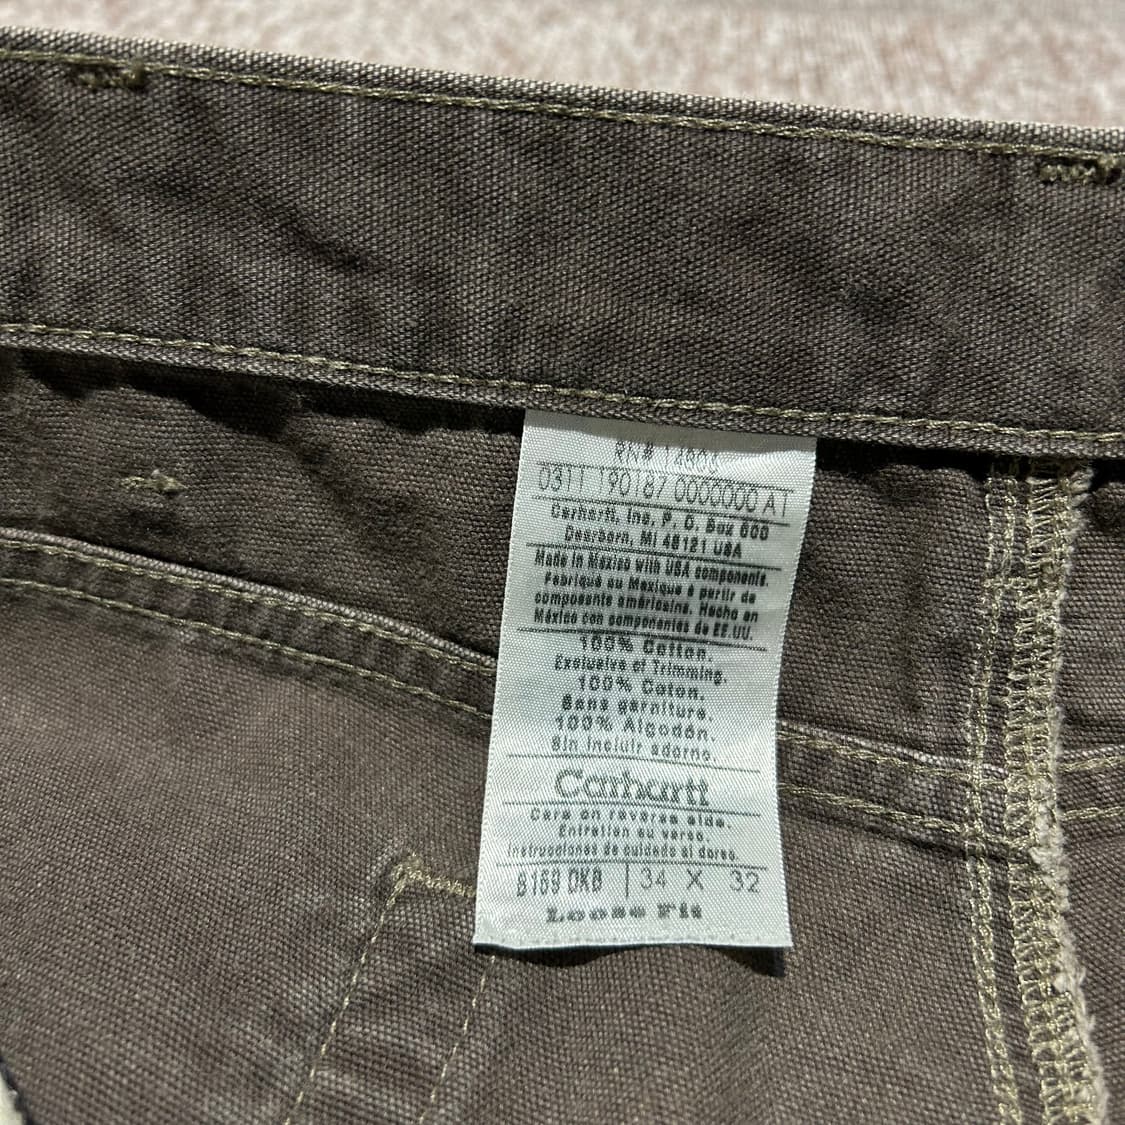 RN# 14806
0311 190187 0000000 A1
Carhartt, Inc. P. O. Box 600
Dearborn, MI 48121 USA
Made in Mexico with USA components.
Fabriqué au Mexique à partir de
composants américains. Hecho en
México con componentes de EE.UU.
100% Cotton.
Exclusive of Trimming.
100% Coton.
Sans garniture.
100% Algodón.
Sin incluir adorno.
Carhartt
Care on reverse side.
Entretien au verso.
Instrucciones de cuidado al dorso.
B159 DKB 34 X 32
Loose Fit